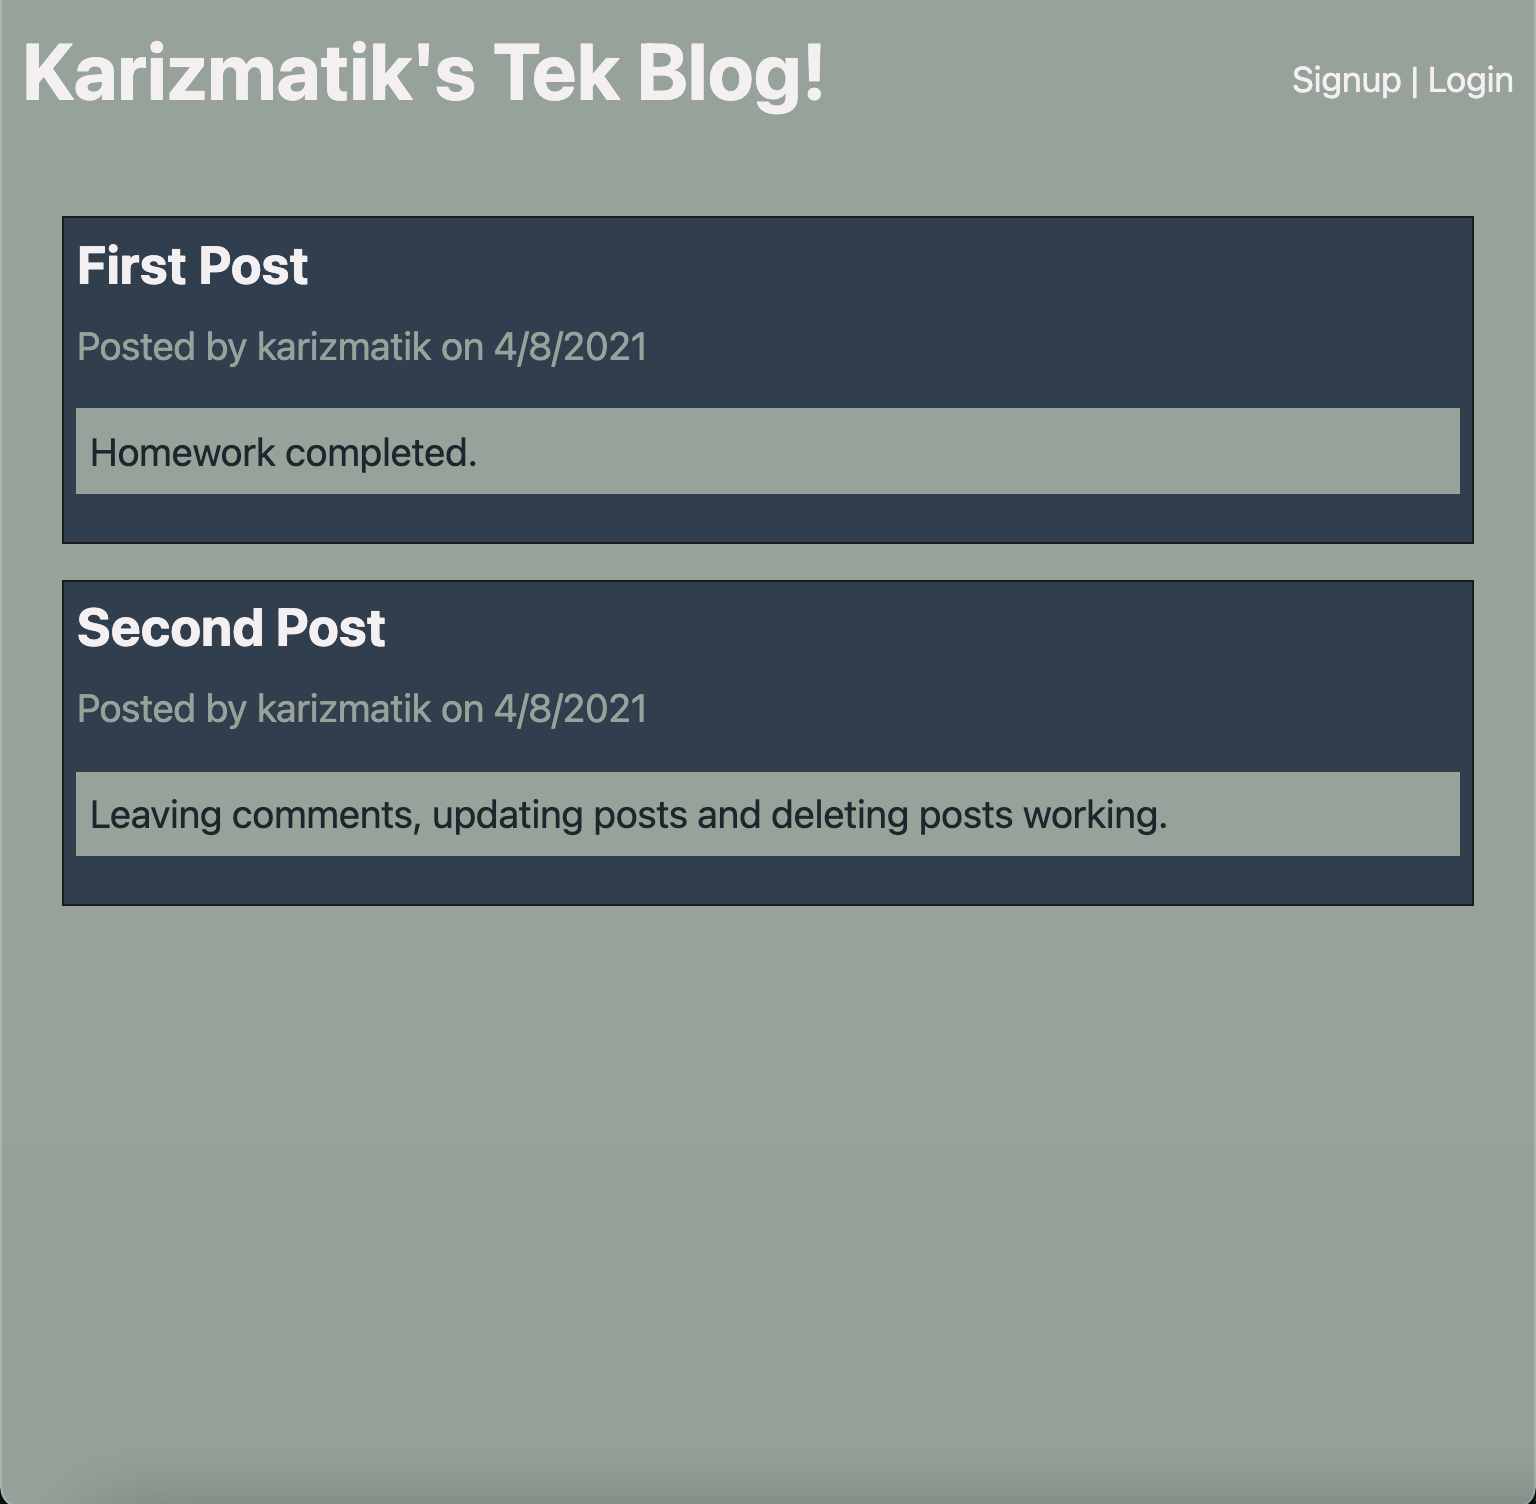 Karizmatik's Tek Blog!
Signup | Login
First Post
Posted by karizmatik on 4/8/2021
Homework completed.
Second Post
Posted by karizmatik on 4/8/2021
Leaving comments, updating posts and deleting posts working.